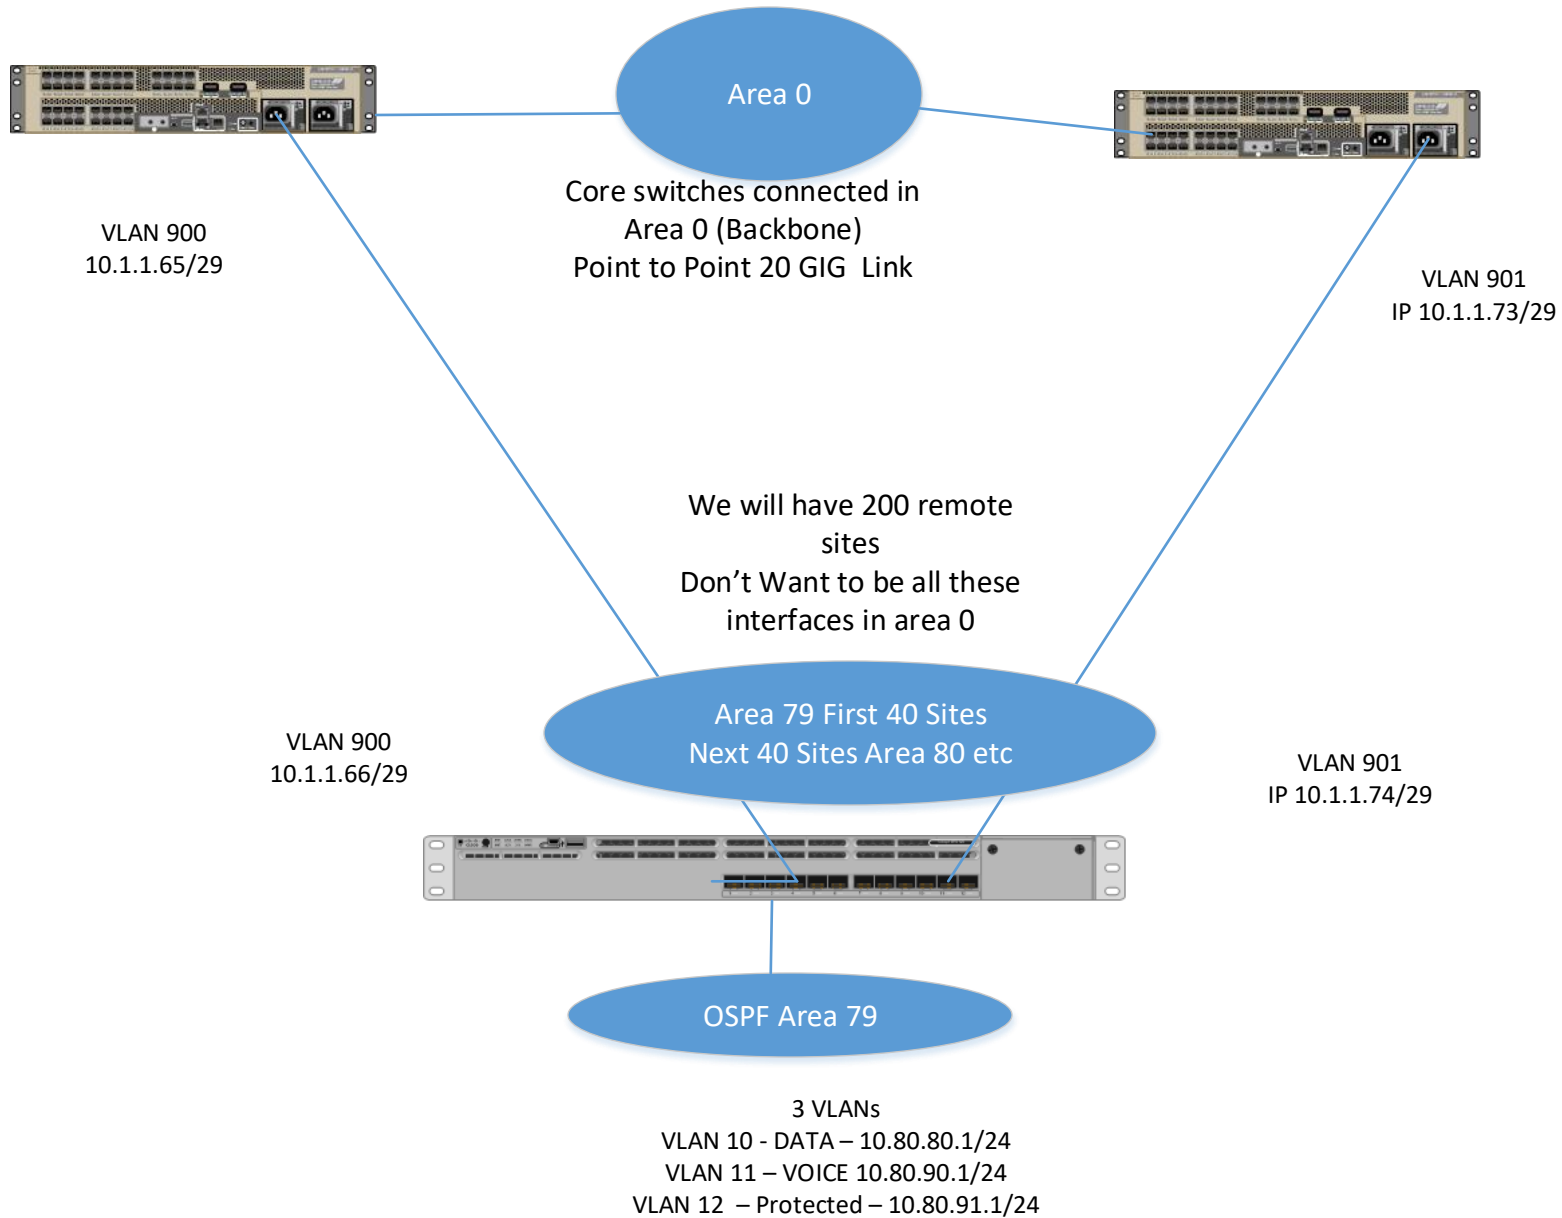 Area 0
Core switches connected in
Area 0 (Backbone)
Point to Point 20 GIG Link
VLAN 900
10.1.1.65/29
VLAN 901
IP 10.1.1.73/29
We will have 200 remote
sites
Don’t Want to be all these
interfaces in area 0
Area 79 First 40 Sites
Next 40 Sites Area 80 etc
VLAN 900
10.1.1.66/29
VLAN 901
IP 10.1.1.74/29
OSPF Area 79
3 VLANs
VLAN 10 - DATA – 10.80.80.1/24
VLAN 11 – VOICE 10.80.90.1/24
VLAN 12 – Protected – 10.80.91.1/24